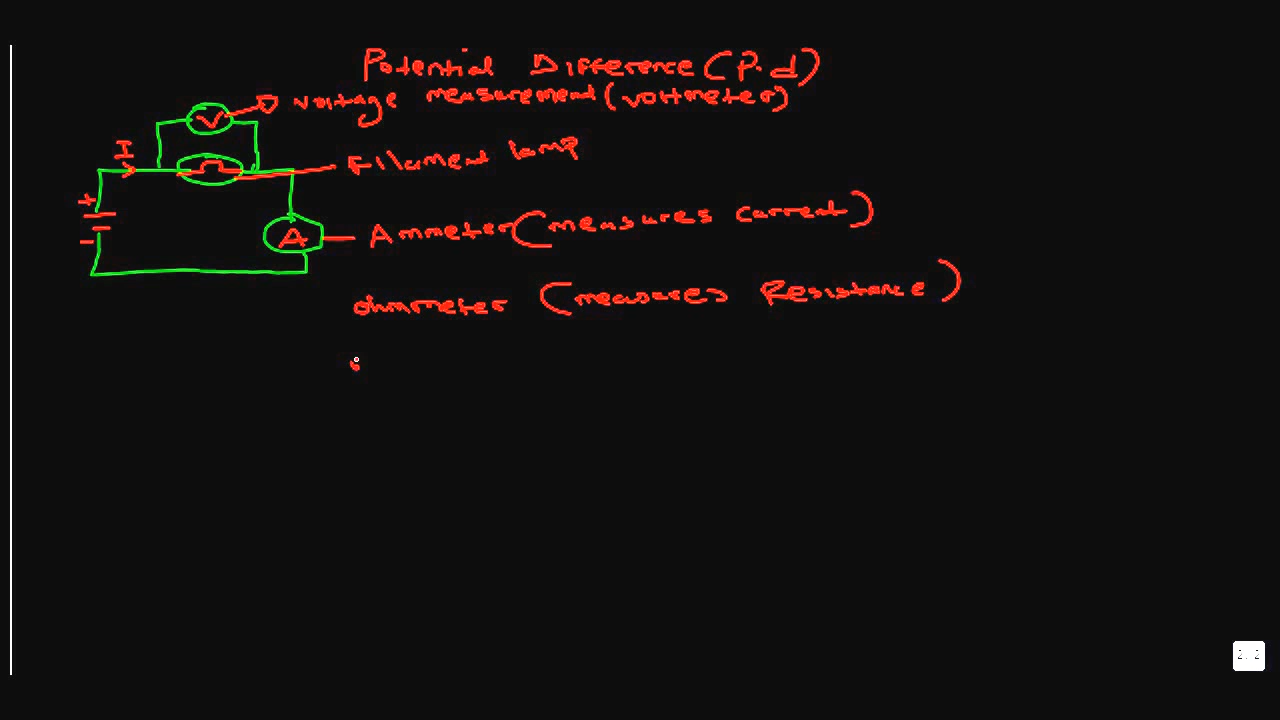 Potential Difference (P.d)
voltage measurement (voltmeter)
V
I
Filament lamp
+
-
A
Ammeter (measures current)
ohmmeter (measures Resistance)